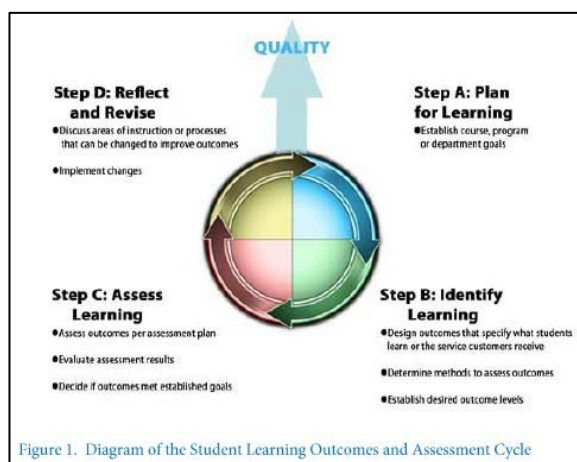 QUALITY
Step D: Reflect
and Revise
●Discuss areas of instruction or processes
that can be changed to improve outcomes
●Implement changes
Step A: Plan
for Learning
●Establish course, program
or department goals
Step C: Assess
Learning
●Assess outcomes per assessment plan
●Evaluate assessment results
●Decide if outcomes met established goals
Step B: Identify
Learning
●Design outcomes that specify what students
learn or the service customers receive
●Determine methods to assess outcomes
●Establish desired outcome levels
Figure 1. Diagram of the Student Learning Outcomes and Assessment Cycle